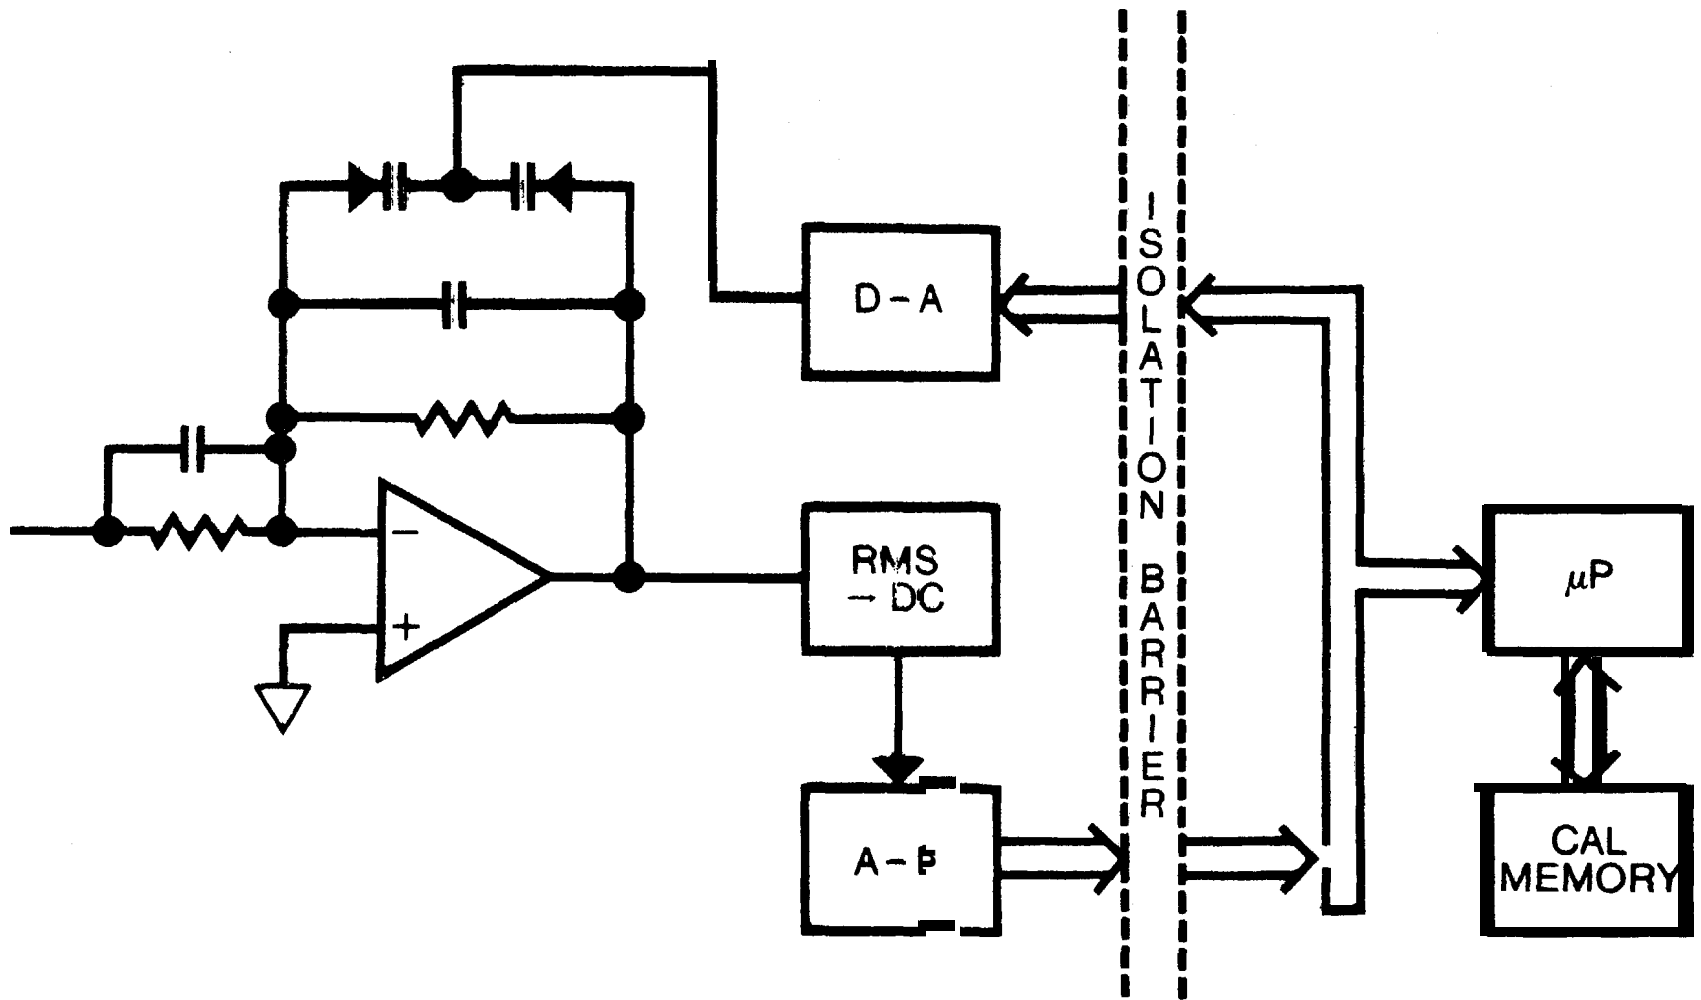 D-A
ISOLATION BARRIER
−
+
RMS
→ DC
µP
A-
CAL
MEMORY